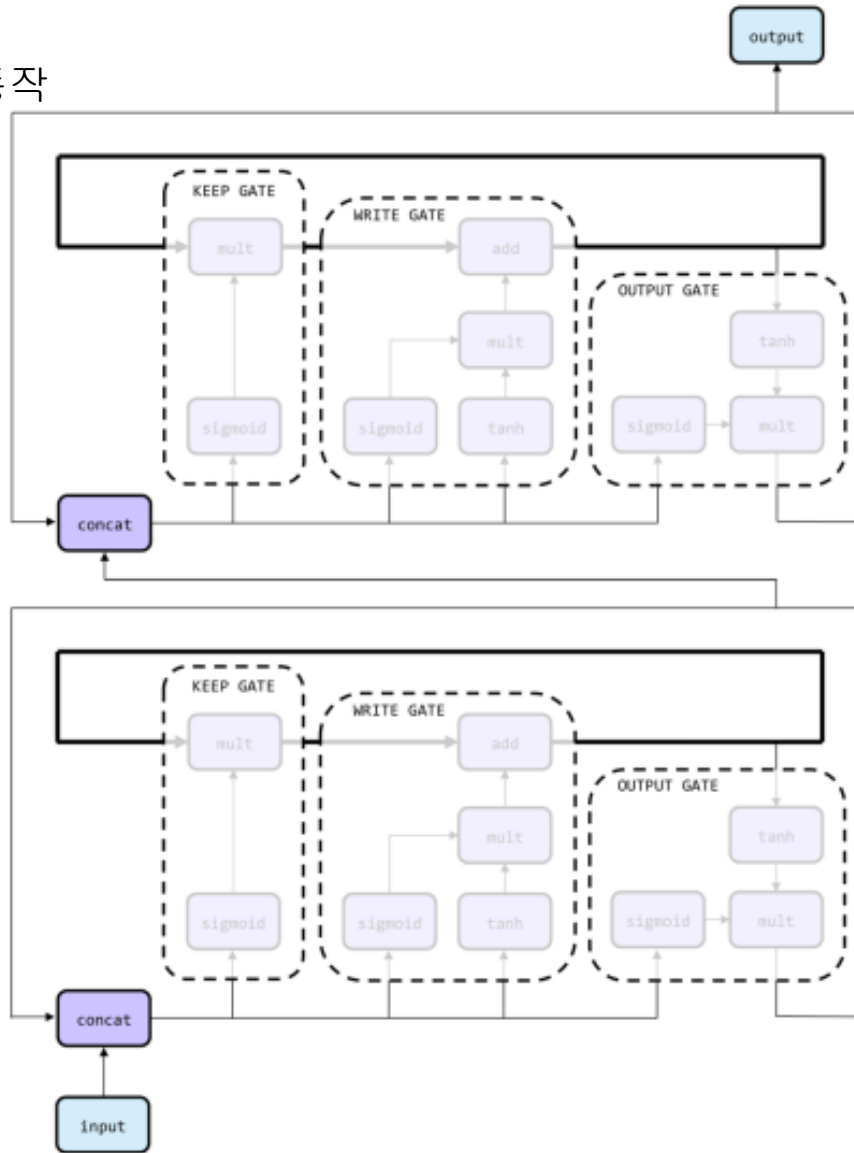 output
작
KEEP GATE
WRITE GATE
mult
add
OUTPUT GATE
mult
tanh
sigmoid
sigmoid
tanh
sigmoid
mult
concat
KEEP GATE
WRITE GATE
mult
add
OUTPUT GATE
mult
tanh
sigmoid
sigmoid
tanh
sigmoid
mult
concat
input